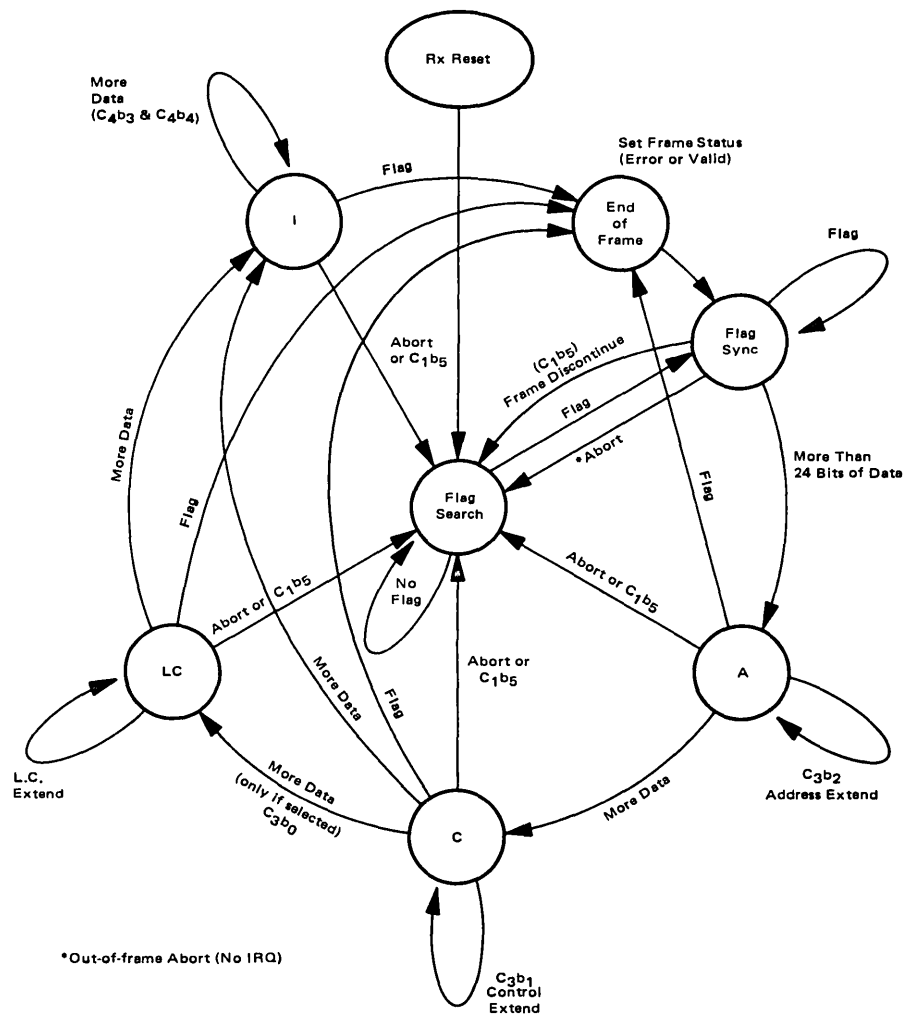 Rx Reset
More
Data
(C4b3 & C4b4)
Flag
Set Frame Status
(Error or Valid)
I
End
of
Frame
Flag
Flag
Sync
Abort
or C1b5
(C1b5)
Frame Discontinue
Flag
*Abort
More Data
Flag
Flag
More Than
24 Bits of Data
Flag
Search
No
Flag
Abort or C1b5
Abort or C1b5
LC
More Data
Flag
Abort or
C1b5
A
L.C.
Extend
More Data
(only if selected)
C3b0
More Data
C3b2
Address Extend
C
*Out-of-frame Abort (No IRQ)
C3b1
Control
Extend